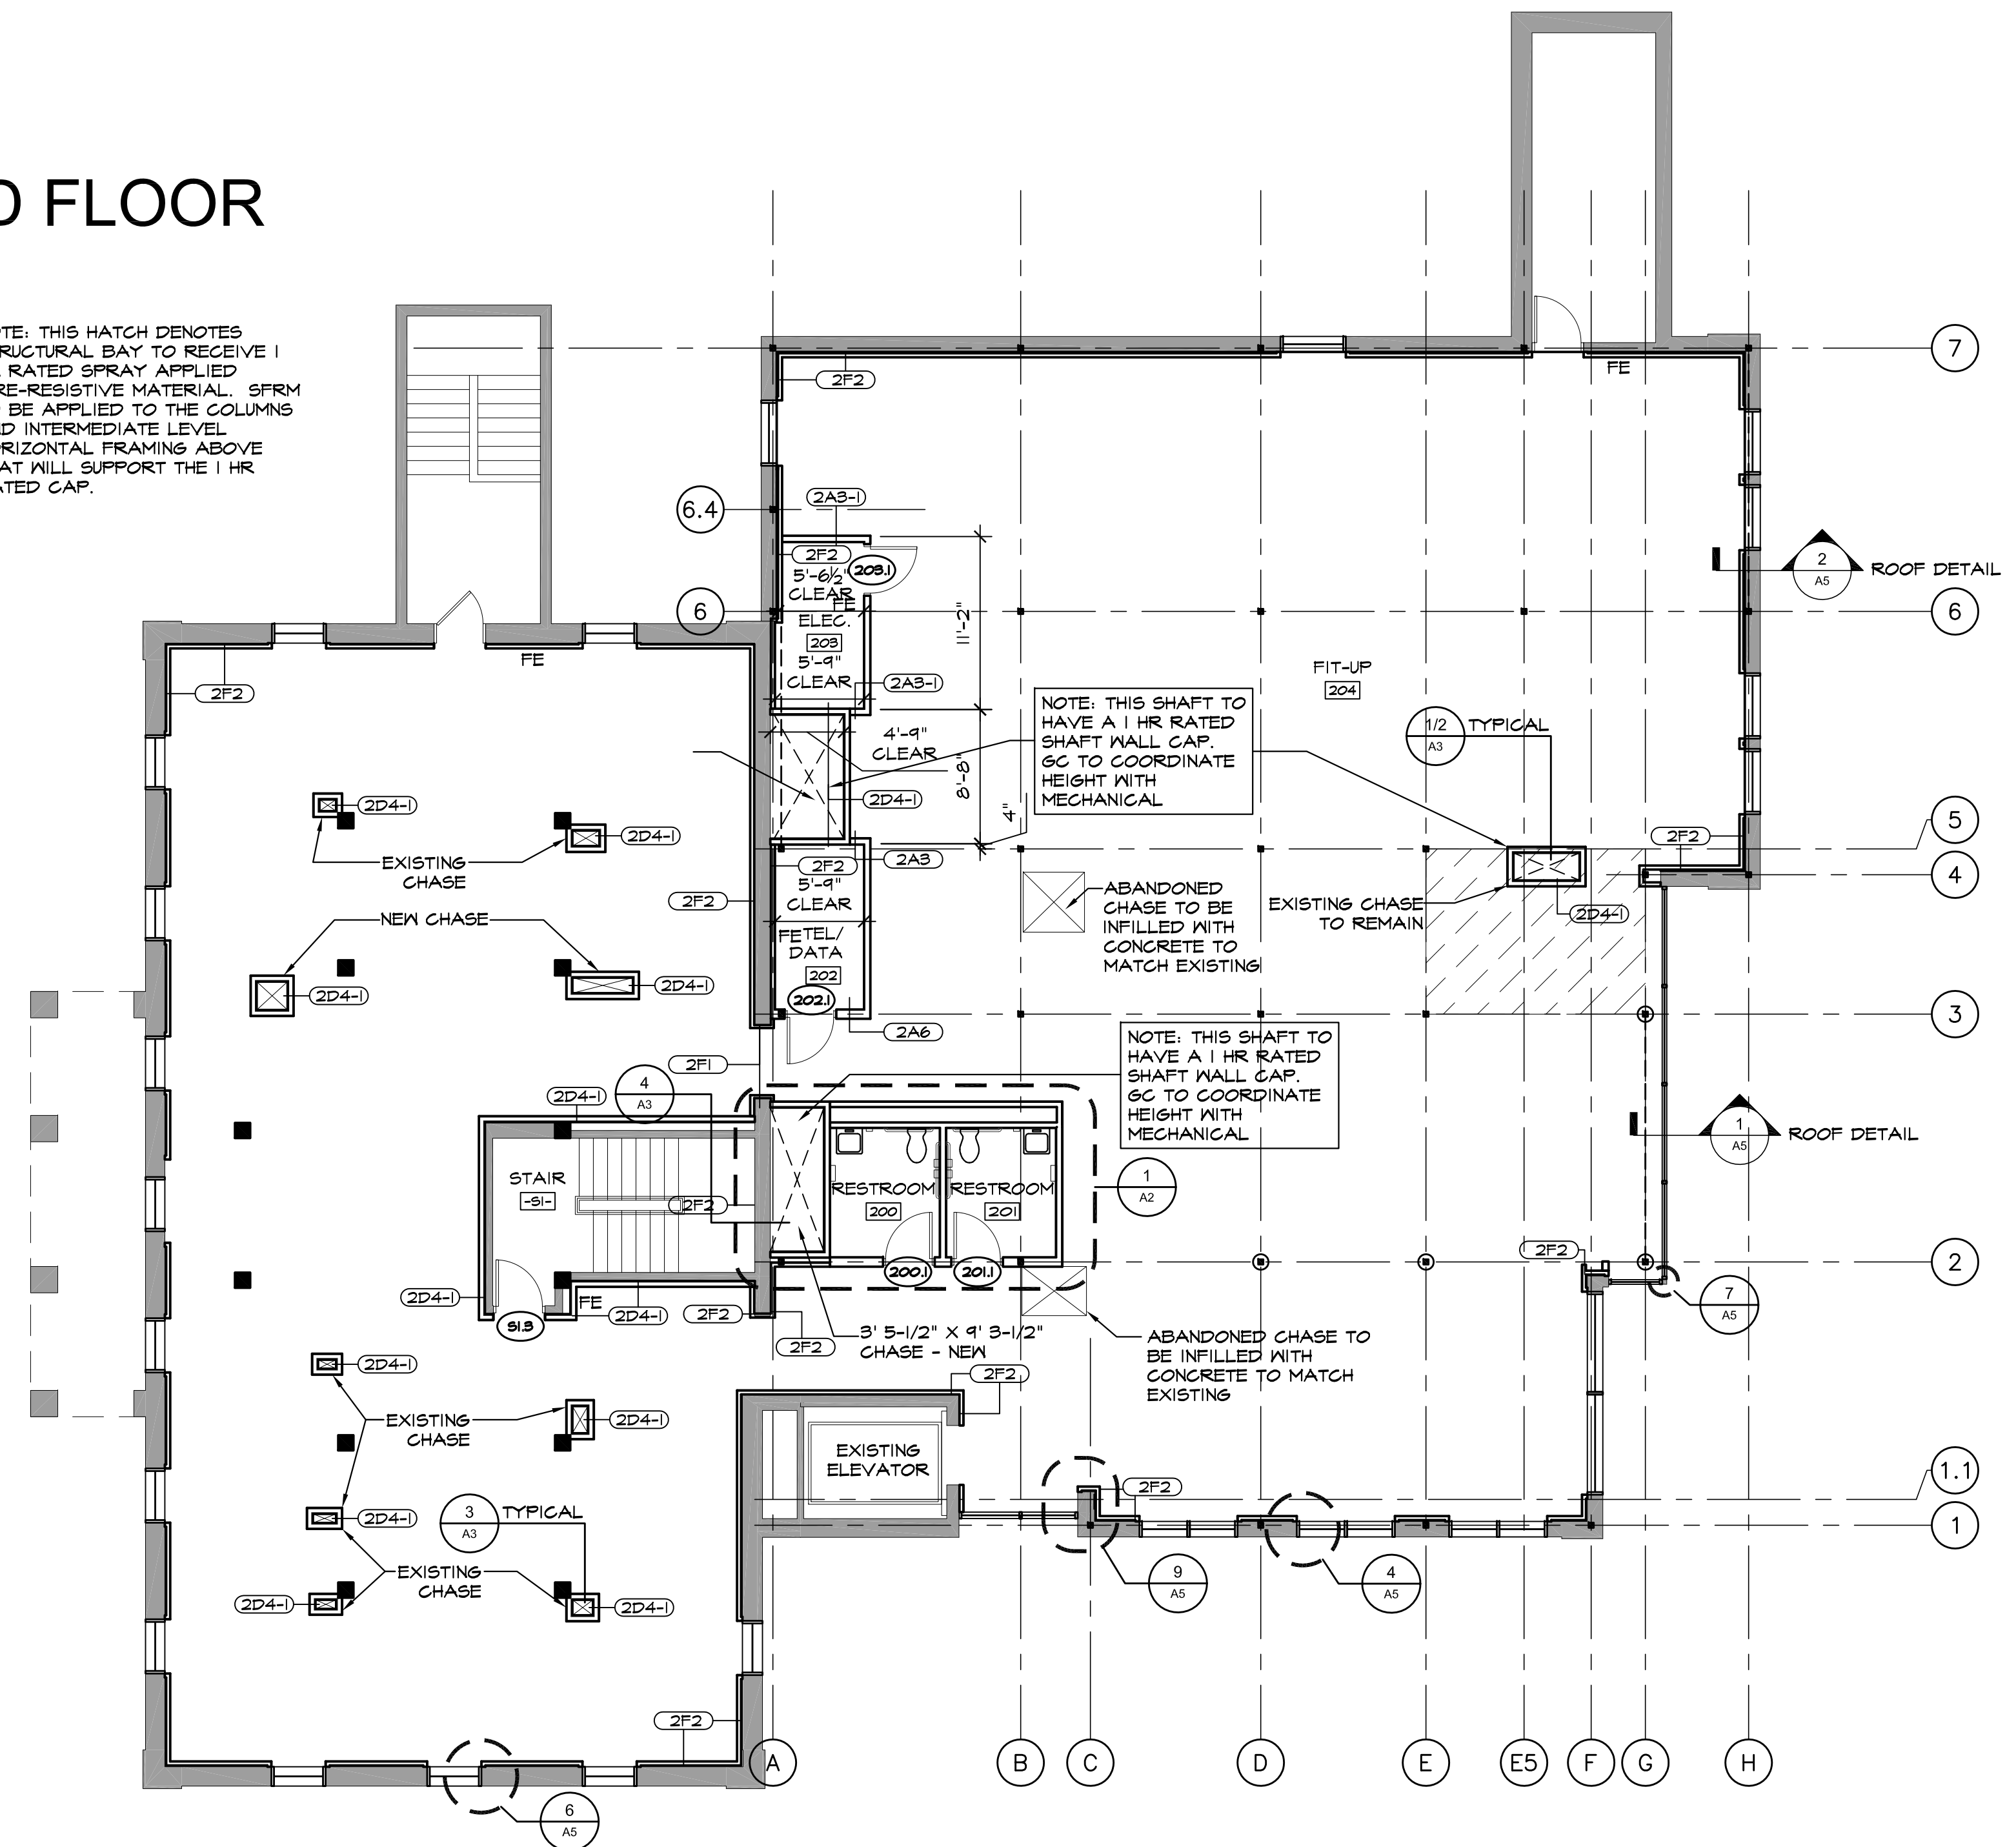 FLOOR
THIS HATCH DENOTES
BAY TO RECEIVE 1
RATED SPRAY APPLIED
MATERIAL. SFRM
BE APPLIED TO THE COLUMNS
INTERMEDIATE LEVEL
FRAMING ABOVE
WILL SUPPORT THE 1 HR
CAP.
7
FE
2F2
2A3-1
6.4
2F2
203.1
5'-6½"
CLEAR
FE
2
A5
ROOF DETAIL
6
6
ELEC.
203
5'-9"
CLEAR
11'-2"
FE
2F2
2A3-1
FIT-UP
204
NOTE: THIS SHAFT TO
HAVE A 1 HR RATED
SHAFT WALL CAP.
GC TO COORDINATE
HEIGHT WITH
MECHANICAL
1/2
A3
TYPICAL
4'-9"
CLEAR
8'-8"
2D4-1
4"
2D4-1
2D4-1
EXISTING
CHASE
5
2F2
4
2F2
2A3
5'-9"
CLEAR
2F2
NEW CHASE
ABANDONED
CHASE TO BE
INFILLED WITH
CONCRETE TO
MATCH EXISTING
EXISTING CHASE
TO REMAIN
2D4-1
FE
TEL/
DATA
202
202.1
2D4-1
2D4-1
2A6
3
2F1
NOTE: THIS SHAFT TO
HAVE A 1 HR RATED
SHAFT WALL CAP.
GC TO COORDINATE
HEIGHT WITH
MECHANICAL
4
A3
2D4-1
1
A5
ROOF DETAIL
STAIR
-S1-
2F2
RESTROOM
200
RESTROOM
201
1
A2
200.1
201.1
2F2
2
2D4-1
S1.3
FE
2D4-1
2F2
2F2
7
A5
3' 5-1/2" X 9' 3-1/2"
CHASE - NEW
ABANDONED CHASE TO
BE INFILLED WITH
CONCRETE TO MATCH
EXISTING
2D4-1
2F2
EXISTING
CHASE
2D4-1
EXISTING
ELEVATOR
1.1
2F2
2D4-1
3
A3
TYPICAL
1
EXISTING
CHASE
2D4-1
2D4-1
9
A5
4
A5
2F2
A
B
C
D
E
E5
F
G
H
6
A5